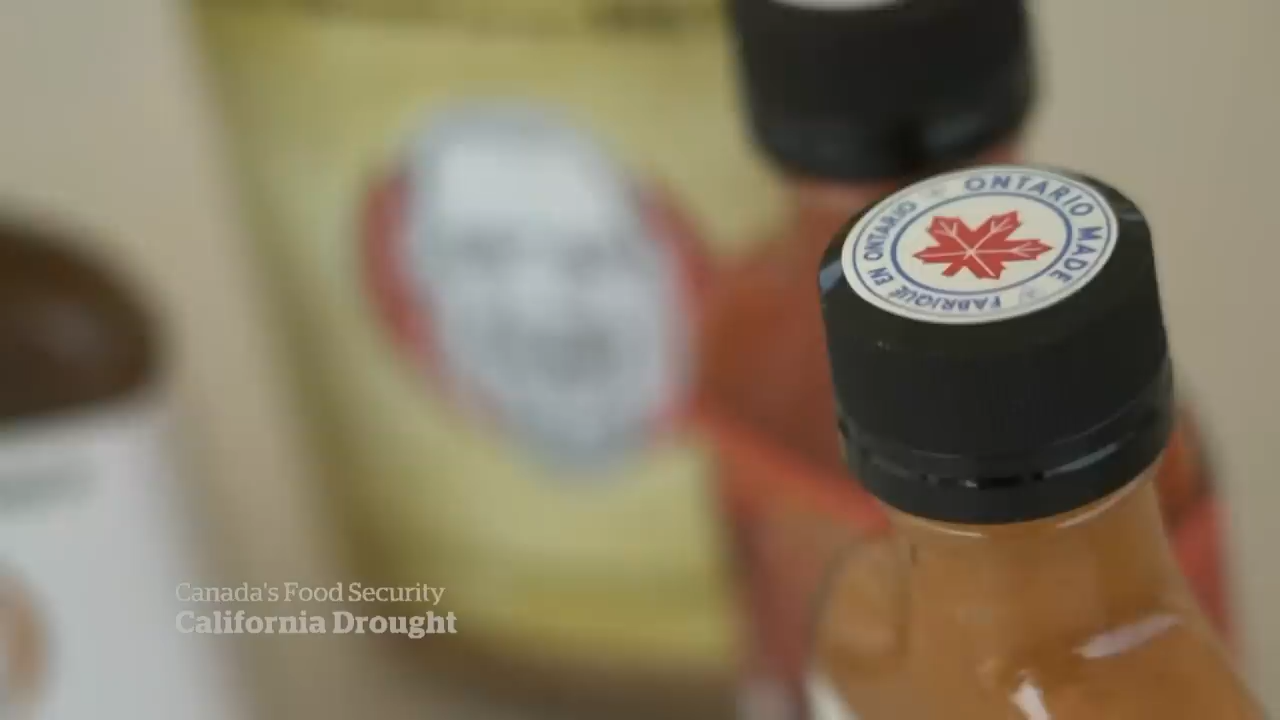 ONTARIO MADE
FABRIQUÉ EN ONTARIO
Canada's Food Security
California Drought